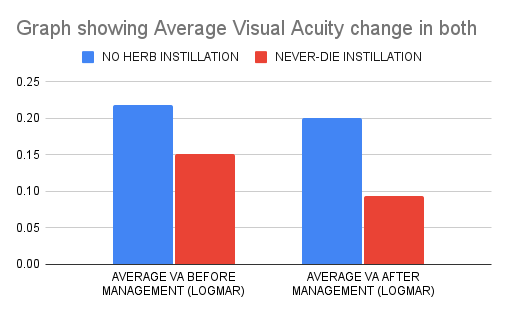 Graph showing Average Visual Acuity change in both
NO HERB INSTILLATION NEVER-DIE INSTILLATION
0.25
0.20
0.15
0.10
0.05
0.00
AVERAGE VA BEFORE
MANAGEMENT (LOGMAR)
AVERAGE VA AFTER
MANAGEMENT (LOGMAR)